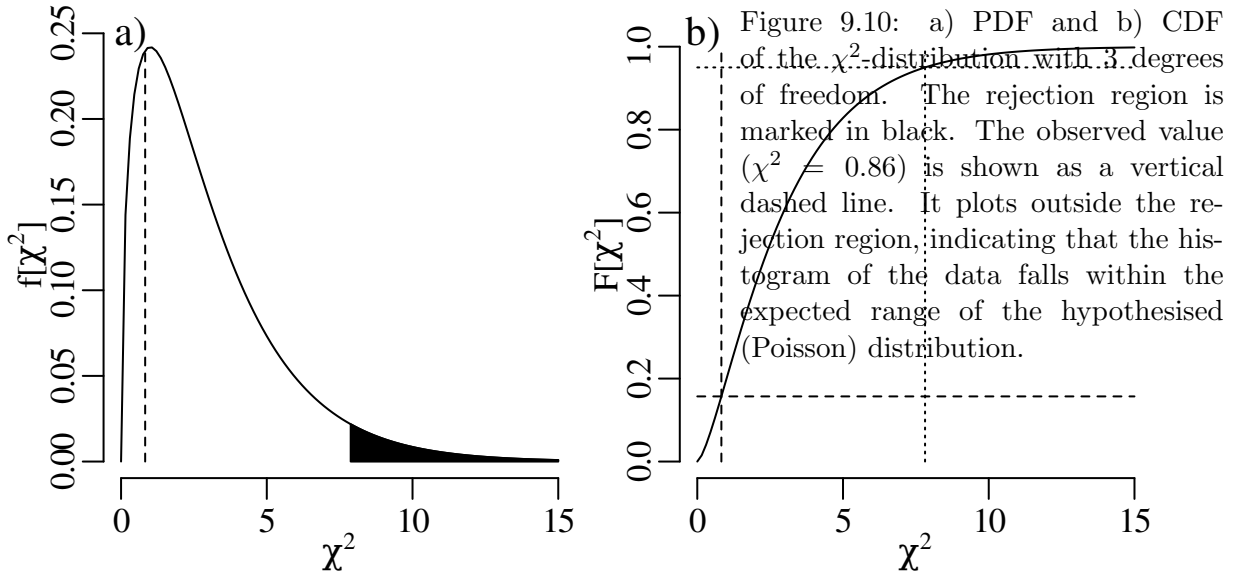 a)
f[χ²]
0.00 0.05 0.10 0.15 0.20 0.25
0 5 10 15
χ²
b)
F[χ²]
0.0 0.2 0.4 0.6 0.8 1.0
0 5 10 15
χ²
Figure 9.10: a) PDF and b) CDF
of the χ²-distribution with 3 degrees
of freedom. The rejection region is
marked in black. The observed value
(χ² = 0.86) is shown as a vertical
dashed line. It plots outside the re-
jection region, indicating that the his-
togram of the data falls within the
expected range of the hypothesised
(Poisson) distribution.